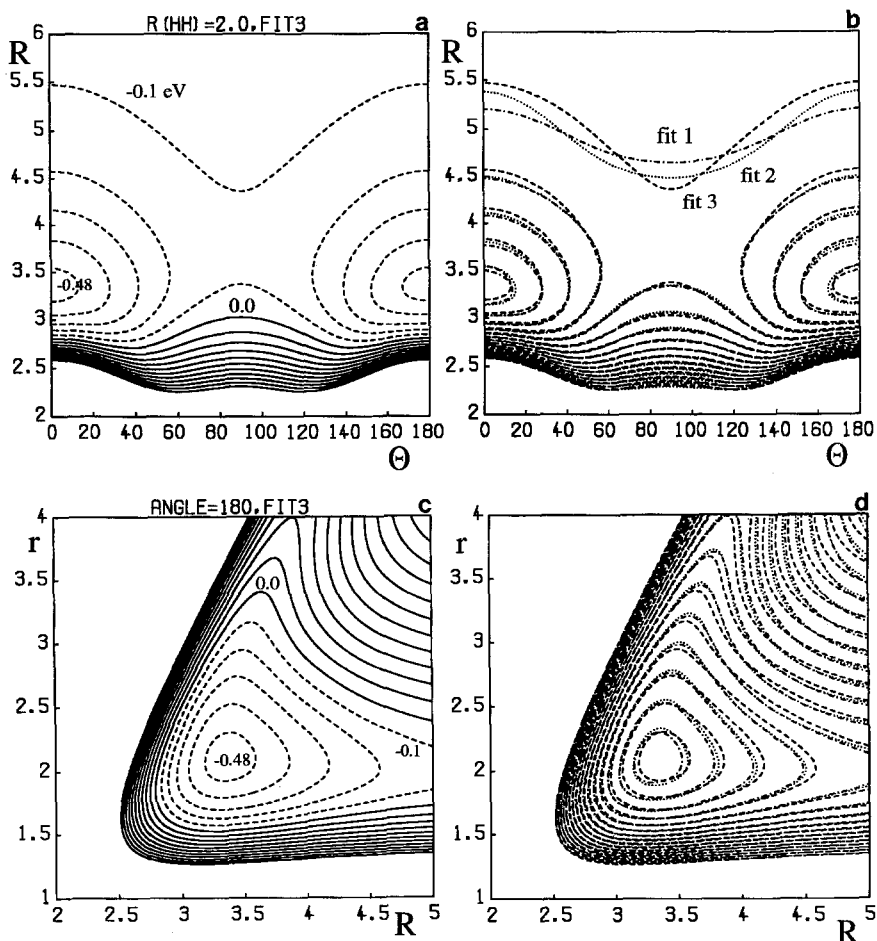 R(HH)=2.0,FIT3
a
b
R
6
5.5
5
4.5
4
3.5
3
2.5
2
-0.1 eV
-0.48
0.0
0 20 40 60 80 100 120 140 160 180
Θ
R
6
5.5
5
4.5
4
3.5
3
2.5
2
fit 1
fit 2
fit 3
0 20 40 60 80 100 120 140 160 180
Θ
ANGLE=180,FIT3
c
d
r
4
3.5
3
2.5
2
1.5
1
0.0
-0.1
-0.48
2 2.5 3 3.5 4 4.5 5
R
r
4
3.5
3
2.5
2
1.5
1
2 2.5 3 3.5 4 4.5 5
R